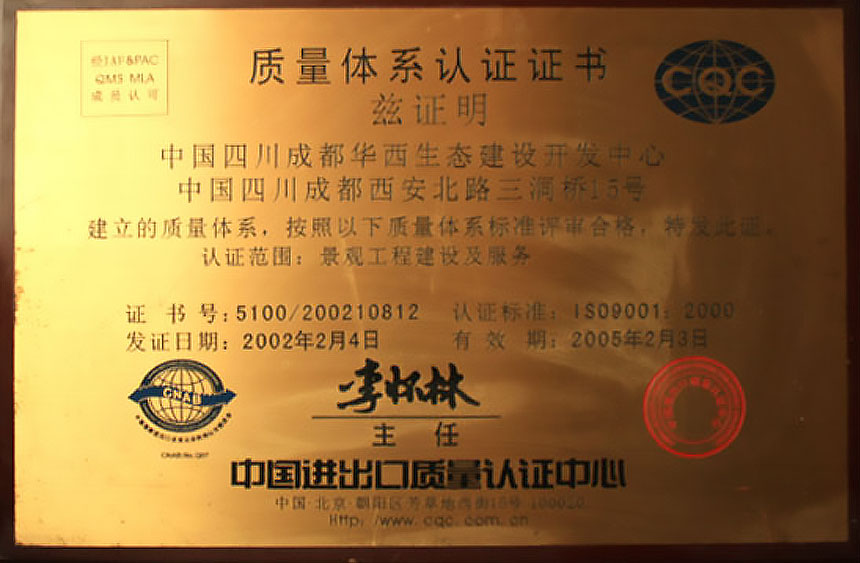 经IAF&PAC
QMS MLA
成员认可
质量体系认证证书
CQC
兹证明
中国四川成都华西生态建设开发中心
中国四川成都西安北路三洞桥15号
建立的质量体系，按照以下质量体系标准评审合格，特发此证。
认证范围：景观工程建设及服务
证 书 号：5100/200210812 认证标准：ISO9001：2000
发证日期：2002年2月4日 有 效 期：2005年2月3日
CNAB
李怀林
主 任
中国进出口质量认证中心
中国·北京·朝阳区芳草地西街15号 100020
Http：/www.cqc.com.cn